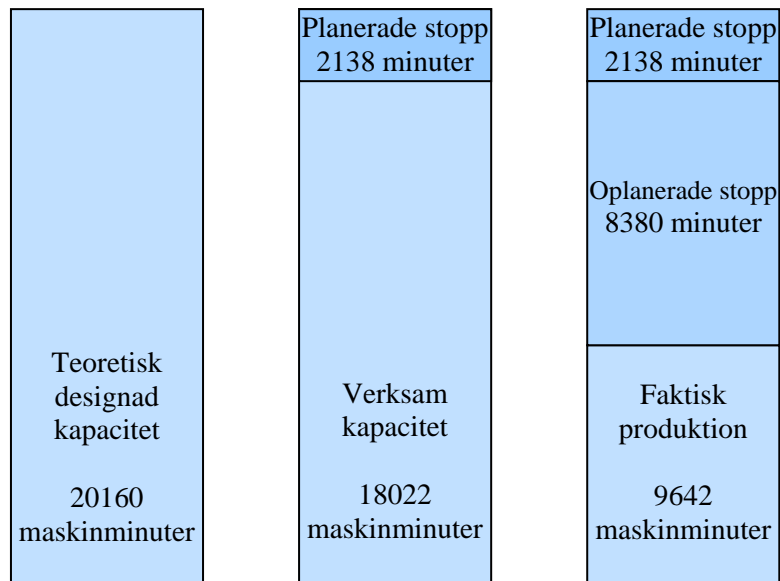 Teoretisk
designad
kapacitet
20160
maskinminuter
Planerade stopp
2138 minuter
Verksam
kapacitet
18022
maskinminuter
Planerade stopp
2138 minuter
Oplanerade stopp
8380 minuter
Faktisk
produktion
9642
maskinminuter